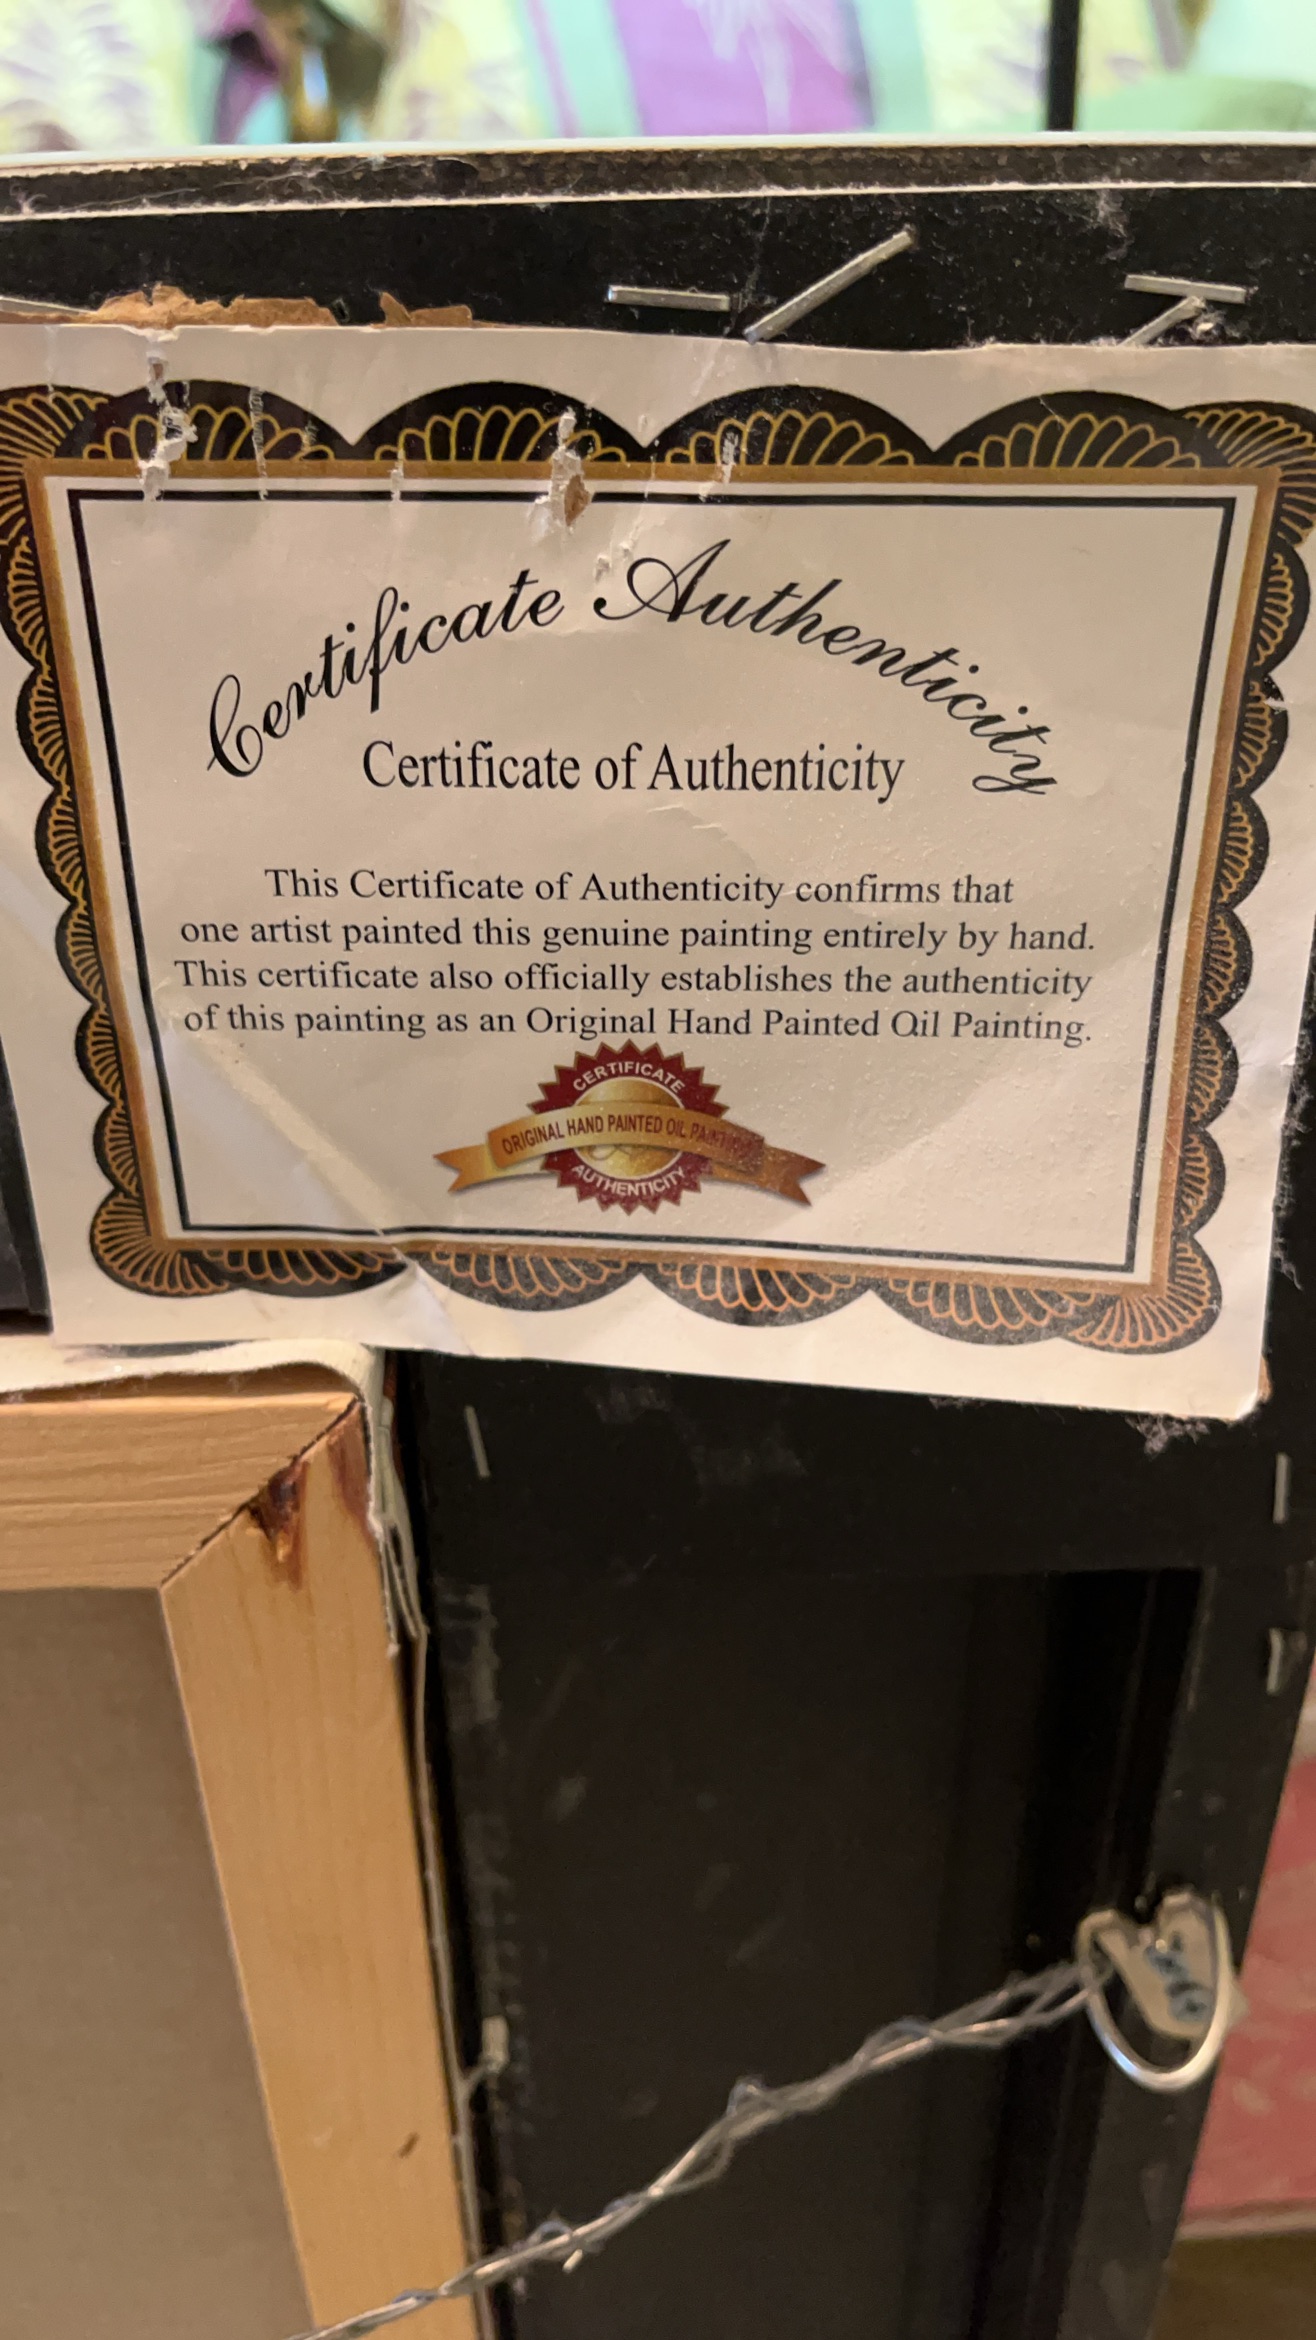 Certificate Authenticity
Certificate of Authenticity
This Certificate of Authenticity confirms that
one artist painted this genuine painting entirely by hand.
This certificate also officially establishes the authenticity
of this painting as an Original Hand Painted Oil Painting.
CERTIFICATE
ORIGINAL HAND PAINTED OIL PAINTING
AUTHENTICITY